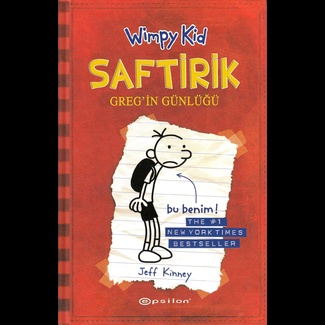 Wimpy Kid
SAFTİRİK
GREG'İN GÜNLÜĞÜ
bu benim!
THE #1
NEW YORK TIMES
BESTSELLER
Jeff Kinney
epsilon